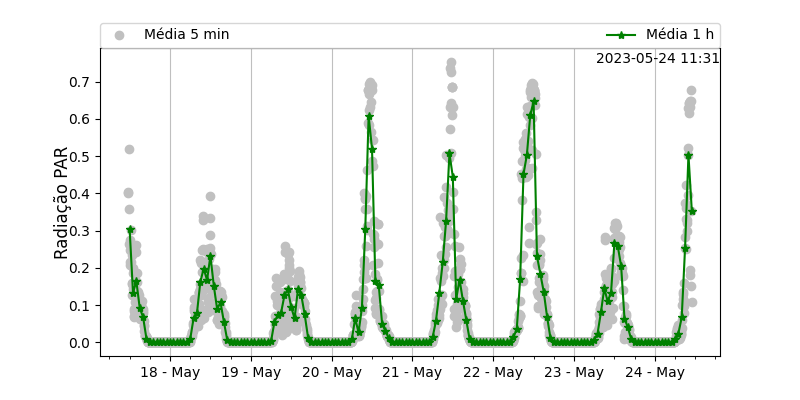 Média 5 min
Média 1 h
2023-05-24 11:31
Radiação PAR
0.7
0.6
0.5
0.4
0.3
0.2
0.1
0.0
18 - May
19 - May
20 - May
21 - May
22 - May
23 - May
24 - May